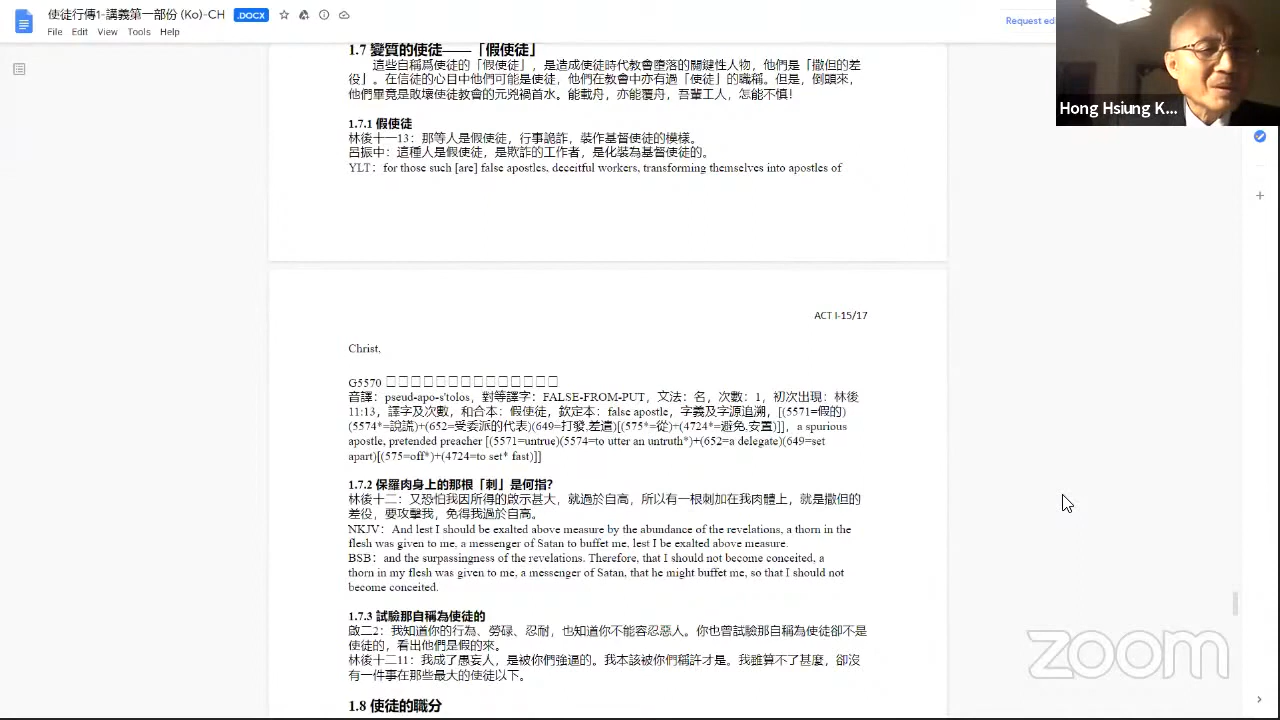 使徒行傳1-講義第一部份 (Ko)-CH .DOCX
File Edit View Tools Help
Request ed
Hong Hsiung K...
1.7 變質的使徒——「假使徒」
這些自稱爲使徒的「假使徒」，是造成使徒時代教會墮落的關鍵性人物，他們是「撒但的差
役」。在信徒的心目中他們可能是使徒，他們在教會中亦有過「使徒」的職稱。但是，倒頭來，
他們畢竟是敗壞使徒教會的元兇禍首水。能載舟，亦能覆舟，吾輩工人，怎能不慎！
1.7.1 假使徒
林後十一13：那等人是假使徒，行事詭詐，裝作基督使徒的模樣。
呂振中：這種人是假使徒，是欺詐的工作者，是化裝為基督使徒的。
YLT：for those such [are] false apostles, deceitful workers, transforming themselves into apostles of
ACT I-15/17
Christ,
G5570 □□□□□□□□□□□□□□
音譯：pseud-apo-s'tolos，對等譯字：FALSE-FROM-PUT，文法：名，次數：1，初次出現：林後
11:13，譯字及次數，和合本：假使徒，欽定本：false apostle，字義及字源追溯，[(5571=假的)
(5574*=說謊)+(652=受委派的代表)(649=打發.差遣)[(575*=從)+(4724*=避免.安置]]，a spurious
apostle, pretended preacher [(5571=untrue)(5574=to utter an untruth*)+(652=a delegate)(649=set
apart)[(575=off*)+(4724=to set* fast)]]
1.7.2 保羅肉身上的那根「刺」是何指?
林後十二：又恐怕我因所得的啟示甚大，就過於自高，所以有一根刺加在我肉體上，就是撒但的
差役，要攻擊我，免得我過於自高。
NKJV：And lest I should be exalted above measure by the abundance of the revelations, a thorn in the
flesh was given to me, a messenger of Satan to buffet me, lest I be exalted above measure.
BSB：and the surpassingness of the revelations. Therefore, that I should not become conceited, a
thorn in my flesh was given to me, a messenger of Satan, that he might buffet me, so that I should not
become conceited.
1.7.3 試驗那自稱為使徒的
啟二2：我知道你的行為、勞碌、忍耐，也知道你不能容忍惡人。你也曾試驗那自稱為使徒卻不是
使徒的，看出他們是假的來。
林後十二11：我成了愚妄人，是被你們強逼的。我本該被你們稱許才是。我雖算不了甚麼，卻沒
有一件事在那些最大的使徒以下。
1.8 使徒的職分
zoom